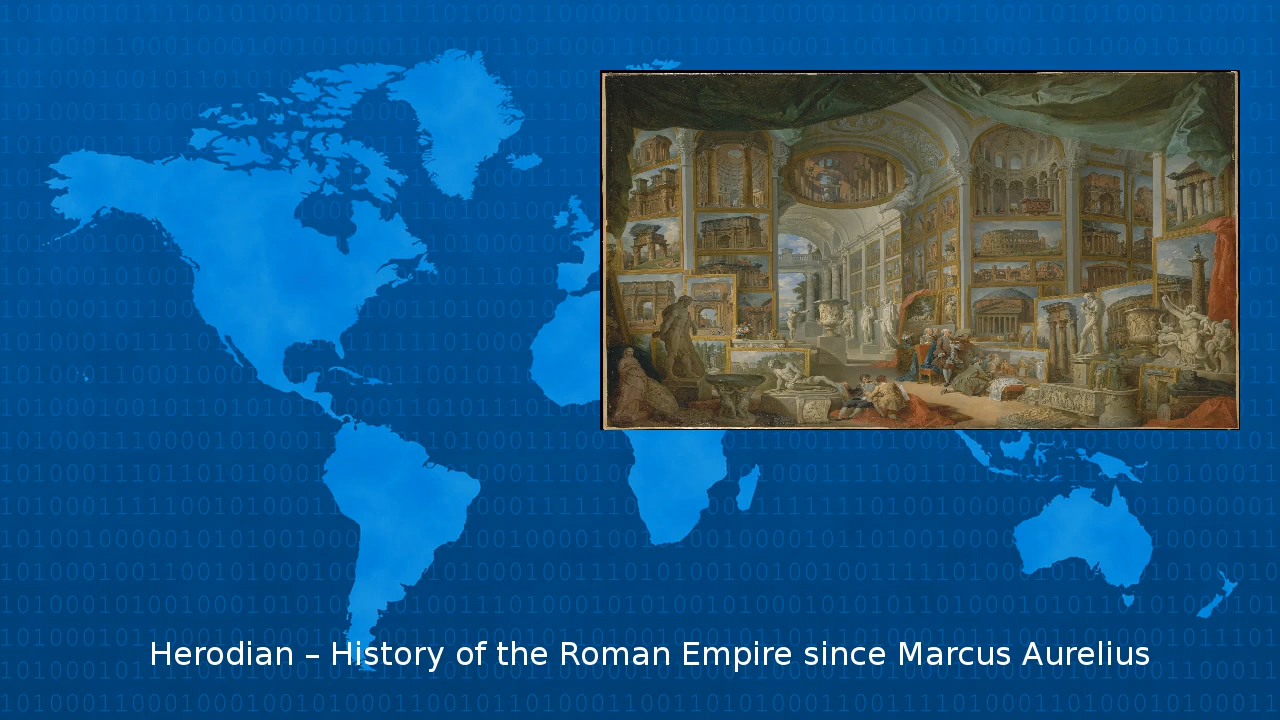 Herodian – History of the Roman Empire since Marcus Aurelius